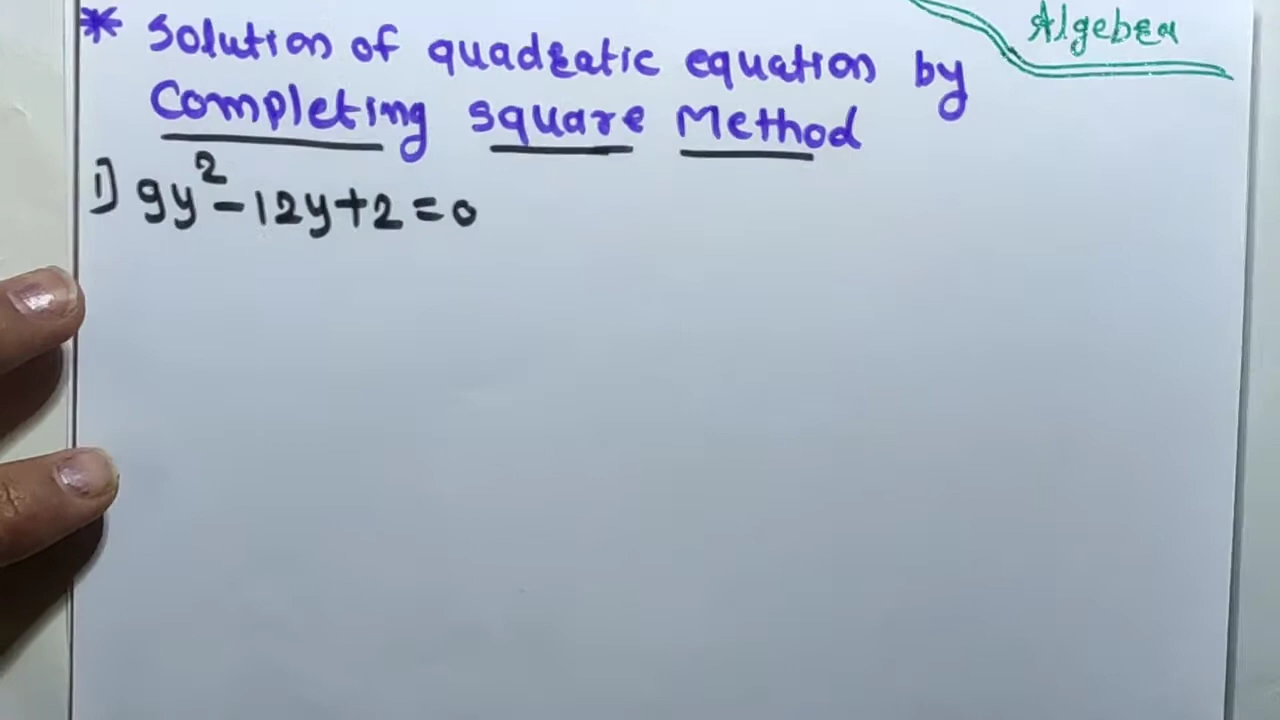 Algebra
* Solution of quadratic equation by
Completing square Method
1) 9y² - 12y + 2 = 0